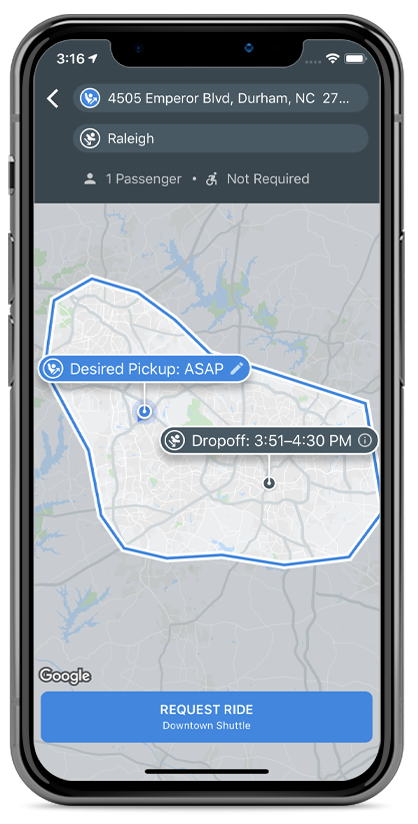 3:16
4505 Emperor Blvd, Durham, NC 27...
Raleigh
1 Passenger • Not Required
Desired Pickup: ASAP
Dropoff: 3:51–4:30 PM
Google
REQUEST RIDE
Downtown Shuttle